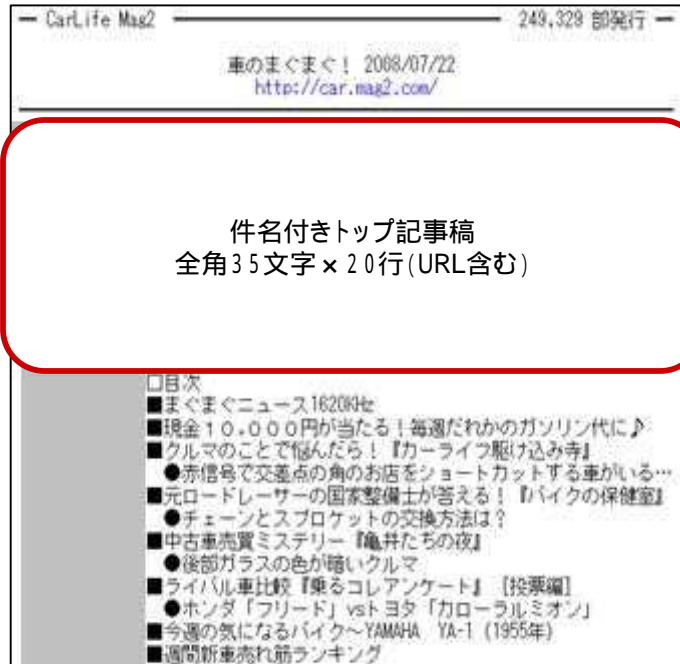 CarLife Mag2 249,329 部発行
車のまぐまぐ! 2008/07/22
http://car.mag2.com/
件名付きトップ記事稿
全角35文字×20行(URL含む)
□目次
■まぐまぐニュース1620KHz
■現金10,000円が当たる!毎週だれかのガソリン代に♪
■クルマのことで悩んだら!『カーライフ駆け込み寺』
●赤信号で交差点の角のお店をショートカットする車がいる…
■元ロードレーサーの国家整備士が答える!『バイクの保健室』
●チェーンとスプロケットの交換方法は?
■中古車売買ミステリー『亀井たちの夜』
●後部ガラスの色が暗いクルマ
■ライバル車比較『乗るコレアンケート』 [投票編]
●ホンダ「フリード」vsトヨタ「カローラルミオン」
■今週の気になるバイク~YAMAHA YA-1 (1955年)
■週間新車売れ筋ランキング